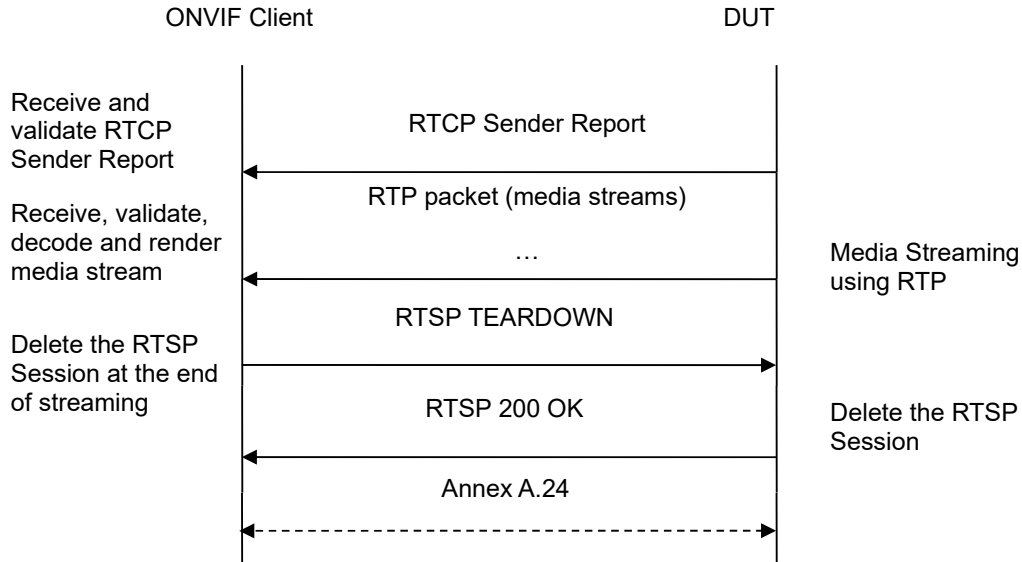 ONVIF Client
DUT
Receive and
validate RTCP
Sender Report
RTCP Sender Report
RTP packet (media streams)
Receive, validate,
decode and render
media stream
…
Media Streaming
using RTP
RTSP TEARDOWN
Delete the RTSP
Session at the end
of streaming
RTSP 200 OK
Delete the RTSP
Session
Annex A.24